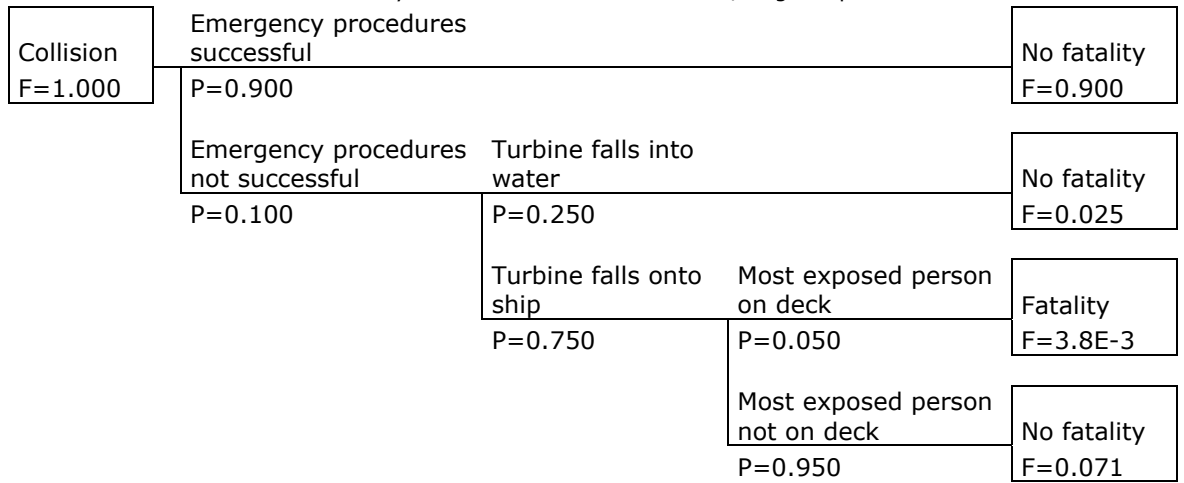 Collision
F=1.000
Emergency procedures
successful
P=0.900
No fatality
F=0.900
Emergency procedures
not successful
P=0.100
Turbine falls into
water
P=0.250
No fatality
F=0.025
Turbine falls onto
ship
P=0.750
Most exposed person
on deck
P=0.050
Fatality
F=3.8E-3
Most exposed person
not on deck
P=0.950
No fatality
F=0.071